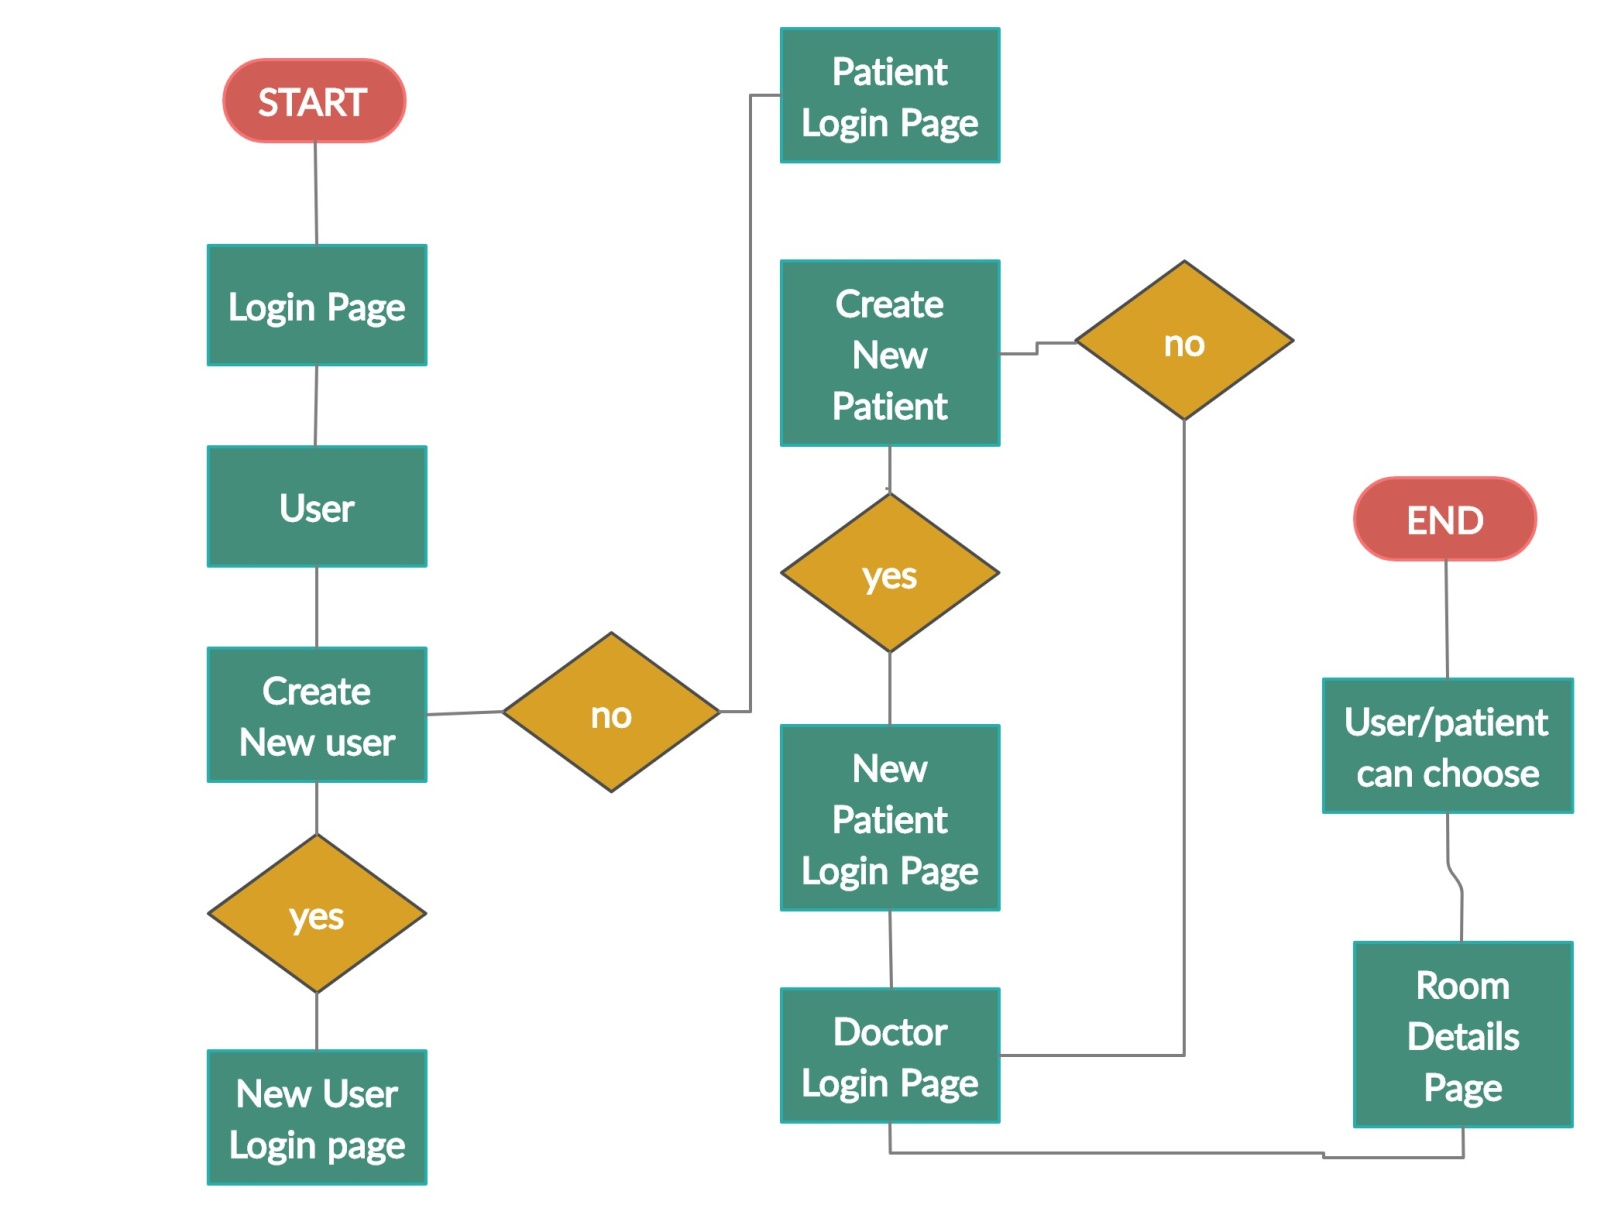 START
Login Page
User
Create
New user
no
yes
New User
Login page
Patient
Login Page
Create
New
Patient
no
yes
New
Patient
Login Page
Doctor
Login Page
END
User/patient
can choose
Room
Details
Page